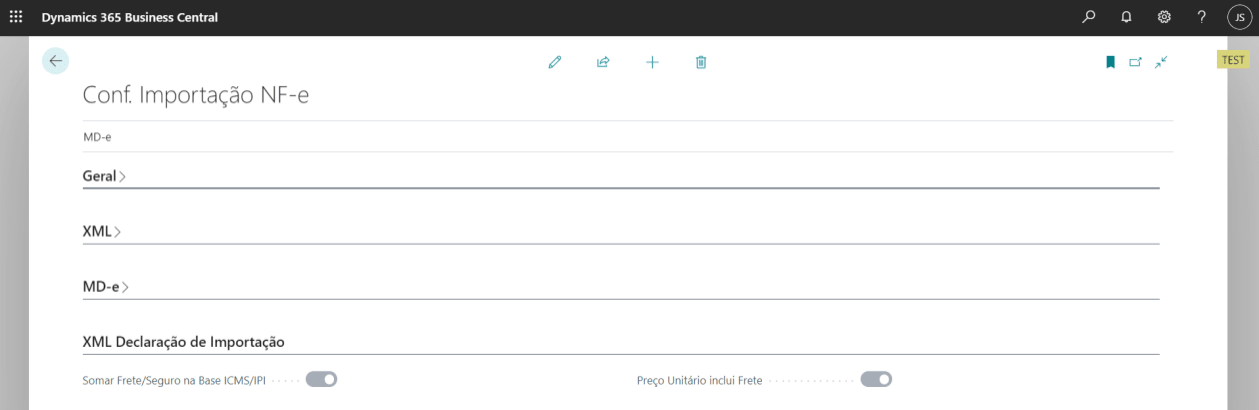 Dynamics 365 Business Central
JS
TEST
Conf. Importação NF-e
MD-e
Geral
XML
MD-e
XML Declaração de Importação
Somar Frete/Seguro na Base ICMS/IPI
Preço Unitário inclui Frete